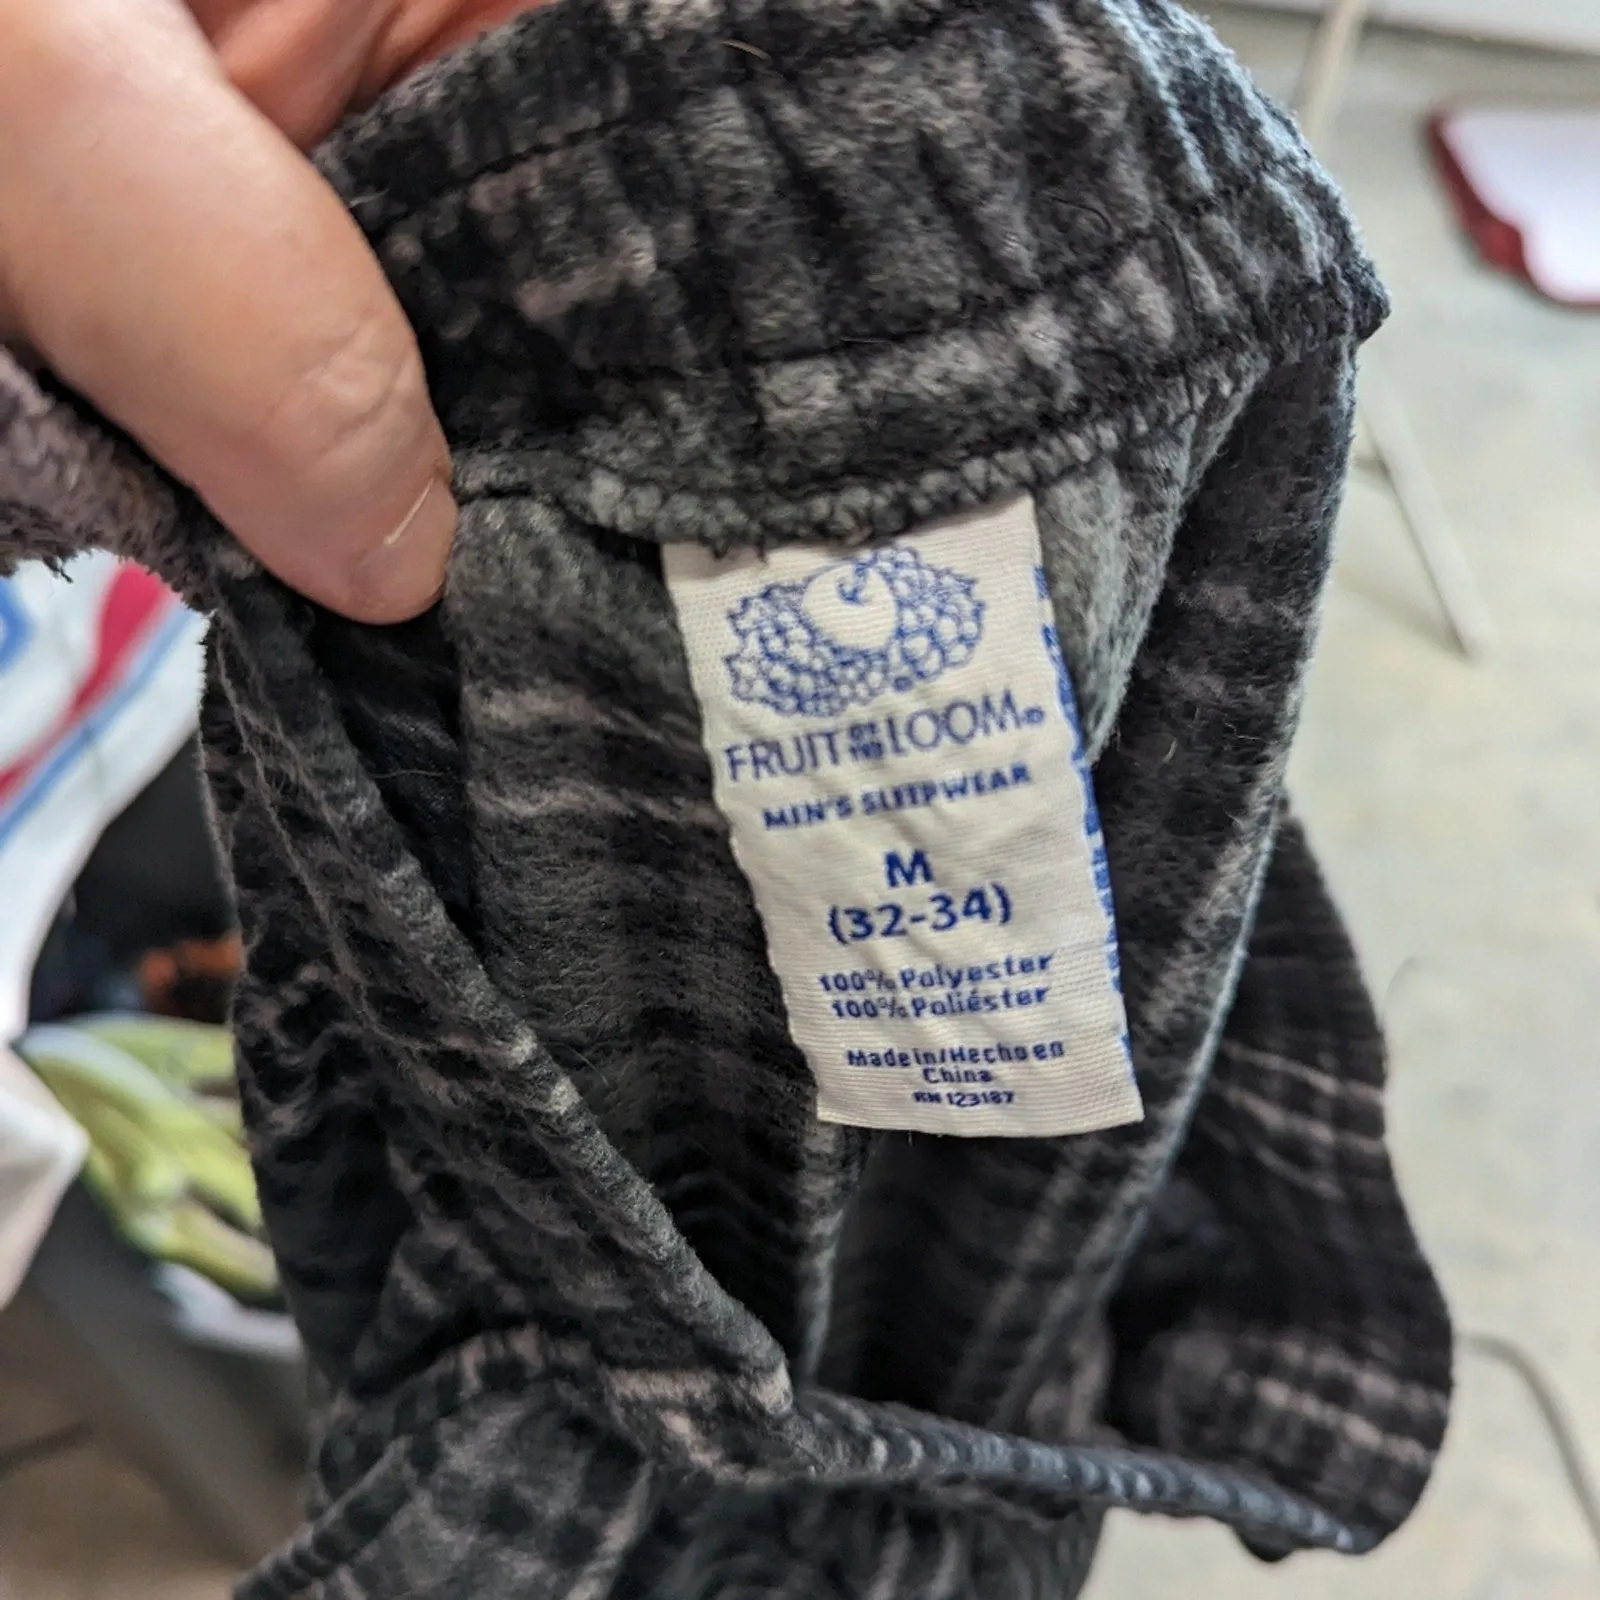 FRUIT OF THE LOOM®
MEN'S SLEEPWEAR
M
(32-34)
100% Polyester
100% Poliéster
Made in/Hecho en
China
RN 123187